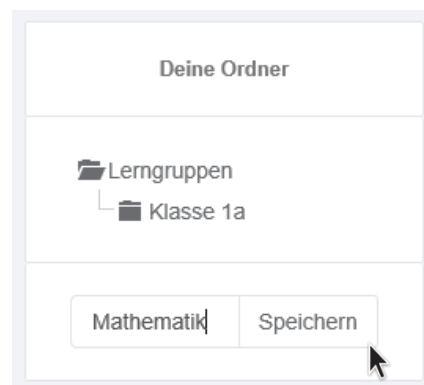 Deine Ordner
Lerngruppen
Klasse 1a
Mathematik Speichern